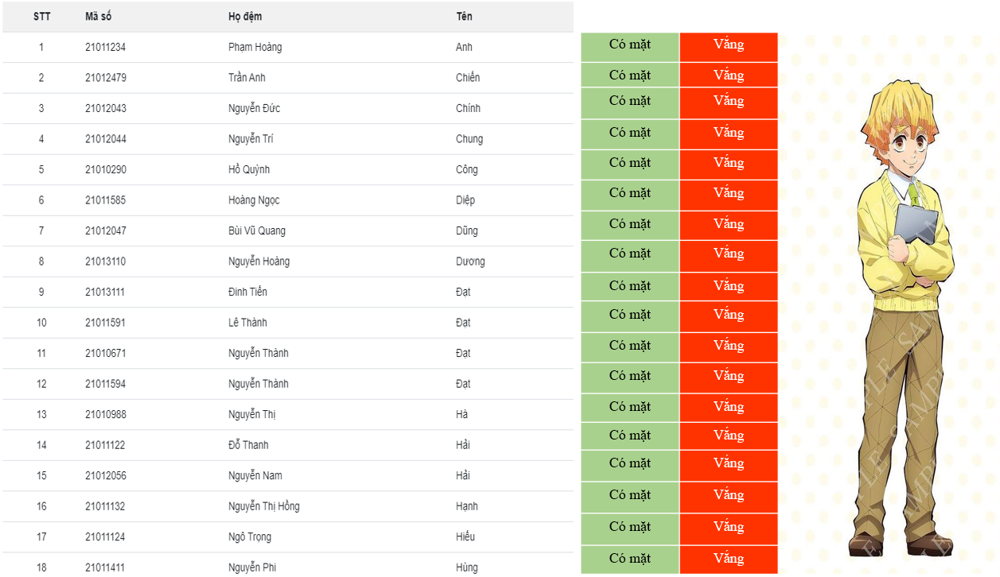 STT Mã số Họ đệm Tên
1 21011234 Phạm Hoàng Anh Có mặt Vắng
2 21012479 Trần Anh Chiến Có mặt Vắng
3 21012043 Nguyễn Đức Chính Có mặt Vắng
4 21012044 Nguyễn Trí Chung Có mặt Vắng
5 21010290 Hồ Quỳnh Công Có mặt Vắng
6 21011585 Hoàng Ngọc Diệp Có mặt Vắng
7 21012047 Bùi Vũ Quang Dũng Có mặt Vắng
8 21013110 Nguyễn Hoàng Dương Có mặt Vắng
9 21013111 Đinh Tiến Đạt Có mặt Vắng
10 21011591 Lê Thành Đạt Có mặt Vắng
11 21010671 Nguyễn Thành Đạt Có mặt Vắng
12 21011594 Nguyễn Thành Đạt Có mặt Vắng
13 21010988 Nguyễn Thị Hà Có mặt Vắng
14 21011122 Đỗ Thanh Hải Có mặt Vắng
15 21012056 Nguyễn Nam Hải Có mặt Vắng
16 21011132 Nguyễn Thị Hồng Hạnh Có mặt Vắng
17 21011124 Ngô Trọng Hiếu Có mặt Vắng
18 21011411 Nguyễn Phi Hùng Có mặt Vắng